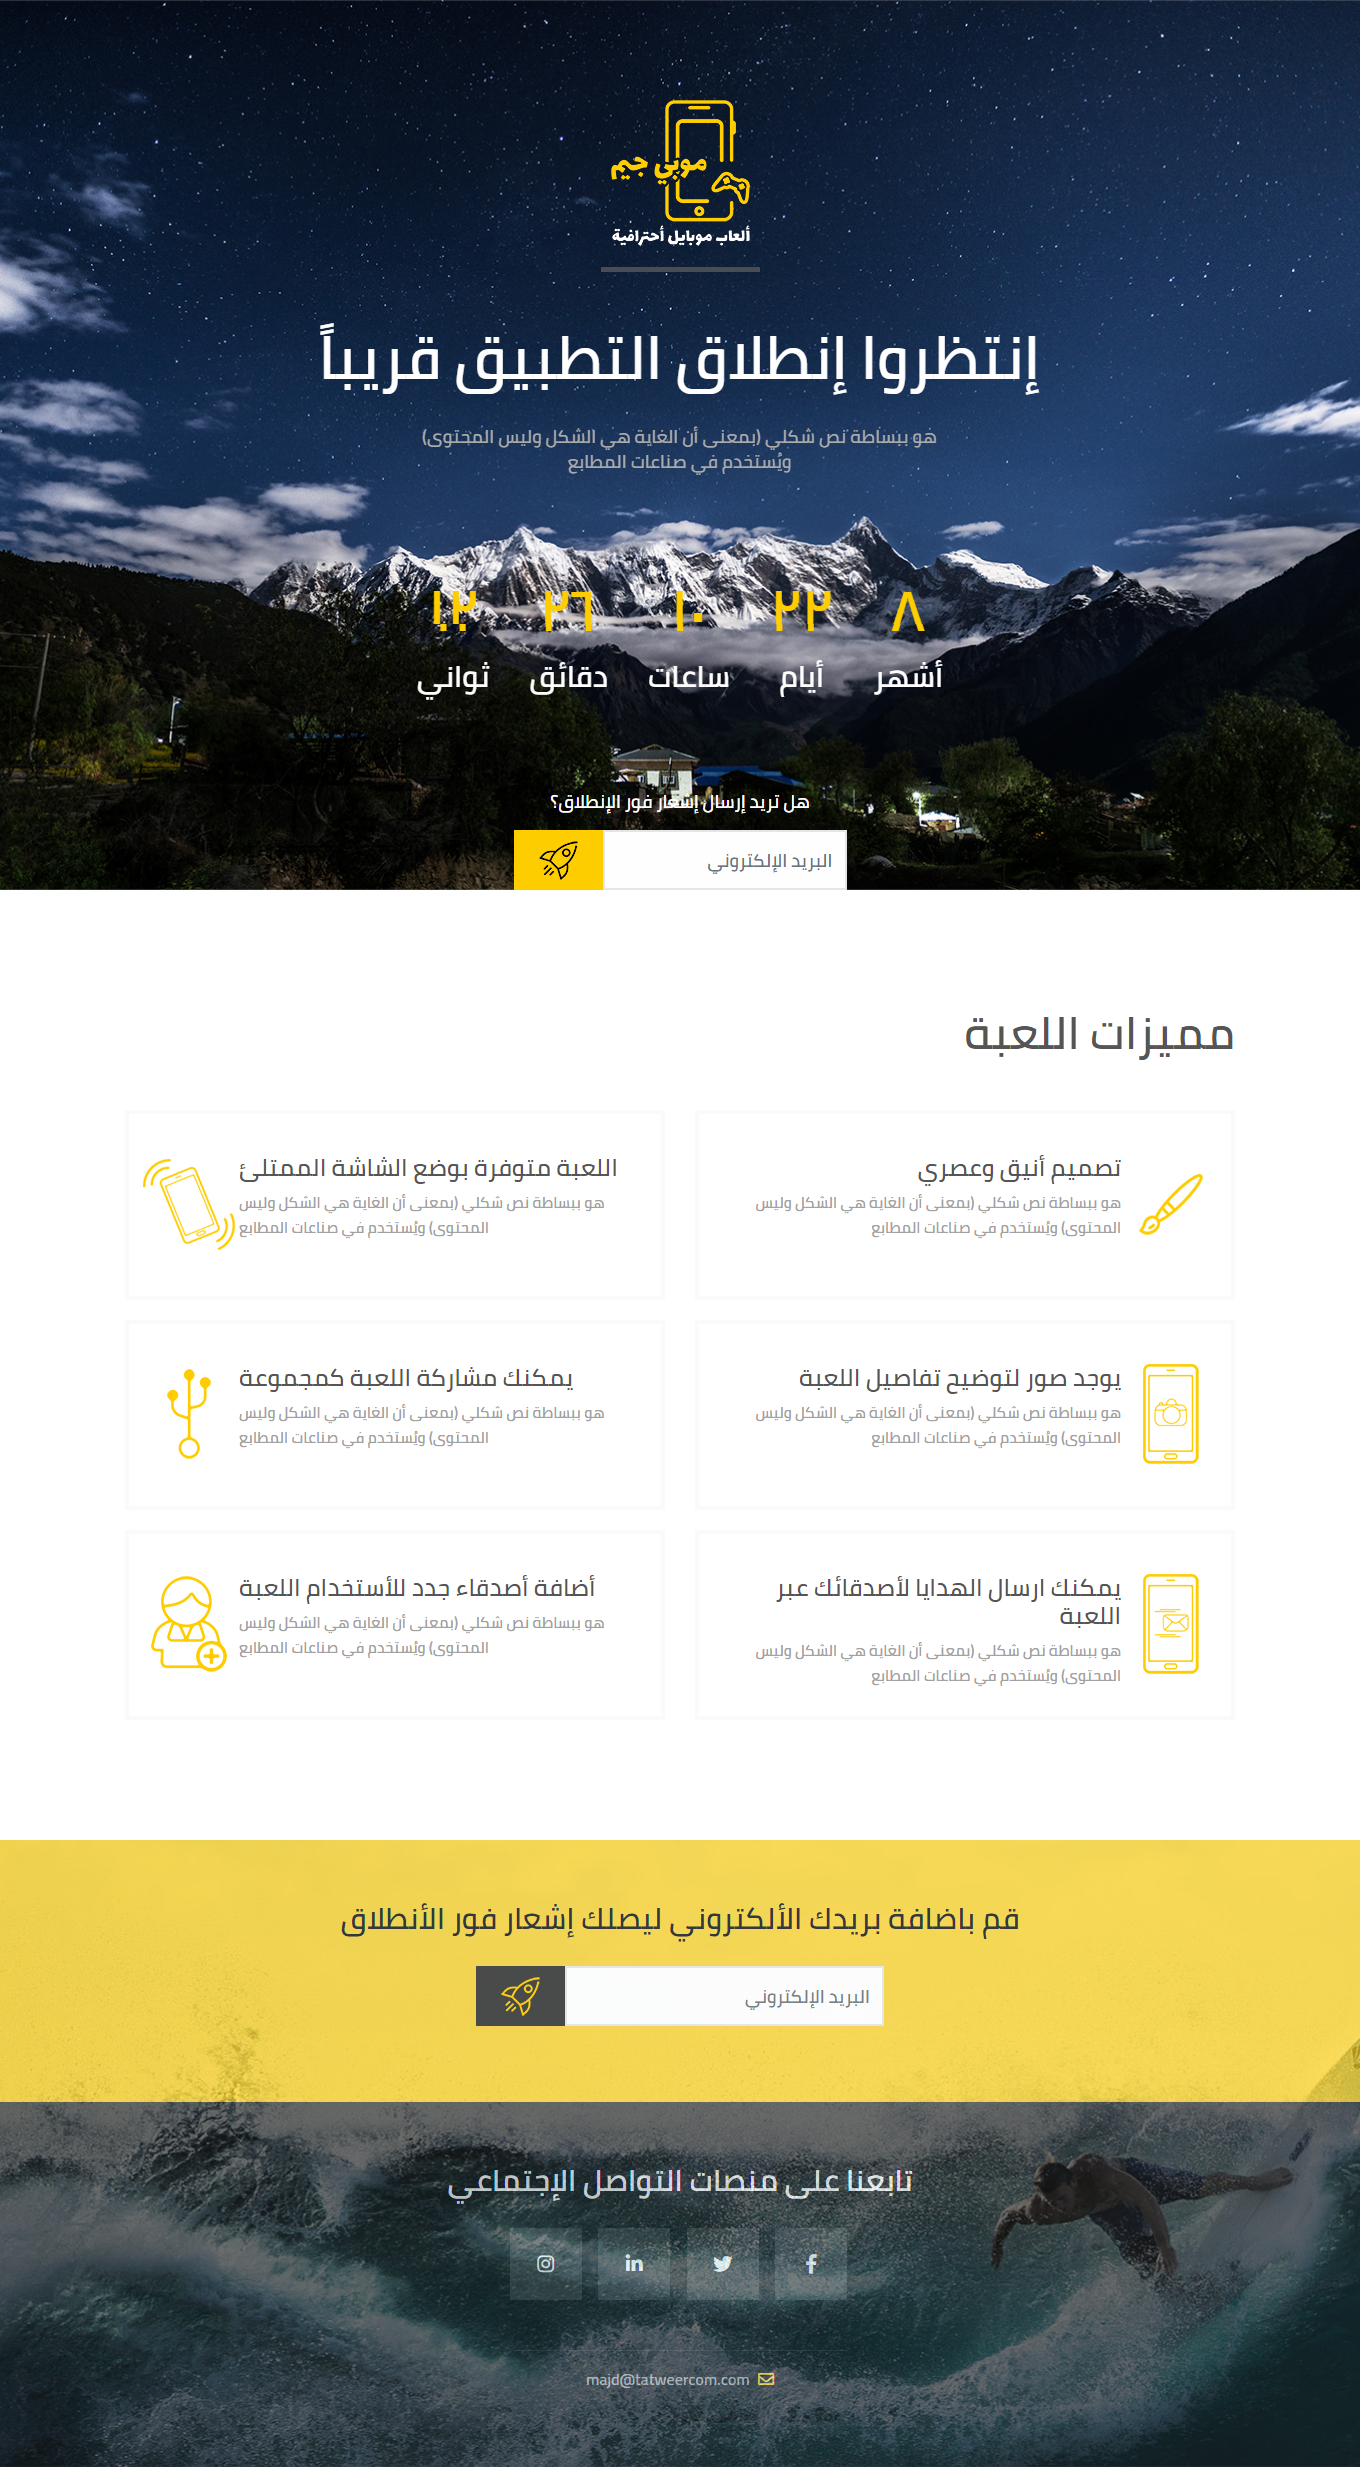 موبي جيم
ألعاب موبايل أحترافية
إنتظروا إنطلاق التطبيق قريباً
هو ببساطة نص شكلي (بمعنى أن الغاية هي الشكل وليس المحتوى)
ويُستخدم في صناعات المطابع
٨ ٢٢ ١٠ ٢٦
أشهر أيام ساعات دقائق ثواني
هل تريد إرسال إشعار فور الإنطلاق؟
البريد الإلكتروني
مميزات اللعبة
تصميم أنيق وعصري
هو ببساطة نص شكلي (بمعنى أن الغاية هي الشكل وليس
المحتوى) ويُستخدم في صناعات المطابع
اللعبة متوفرة بوضع الشاشة الممتلئ
هو ببساطة نص شكلي (بمعنى أن الغاية هي الشكل وليس
المحتوى) ويُستخدم في صناعات المطابع
يوجد صور لتوضيح تفاصيل اللعبة
هو ببساطة نص شكلي (بمعنى أن الغاية هي الشكل وليس
المحتوى) ويُستخدم في صناعات المطابع
يمكنك مشاركة اللعبة كمجموعة
هو ببساطة نص شكلي (بمعنى أن الغاية هي الشكل وليس
المحتوى) ويُستخدم في صناعات المطابع
يمكنك ارسال الهدايا لأصدقائك عبر
اللعبة
هو ببساطة نص شكلي (بمعنى أن الغاية هي الشكل وليس
المحتوى) ويُستخدم في صناعات المطابع
أضافة أصدقاء جدد للأستخدام اللعبة
هو ببساطة نص شكلي (بمعنى أن الغاية هي الشكل وليس
المحتوى) ويُستخدم في صناعات المطابع
قم باضافة بريدك الألكتروني ليصلك إشعار فور الأنطلاق
البريد الإلكتروني
تابعنا على منصات التواصل الإجتماعي
majd@tatweercom.com